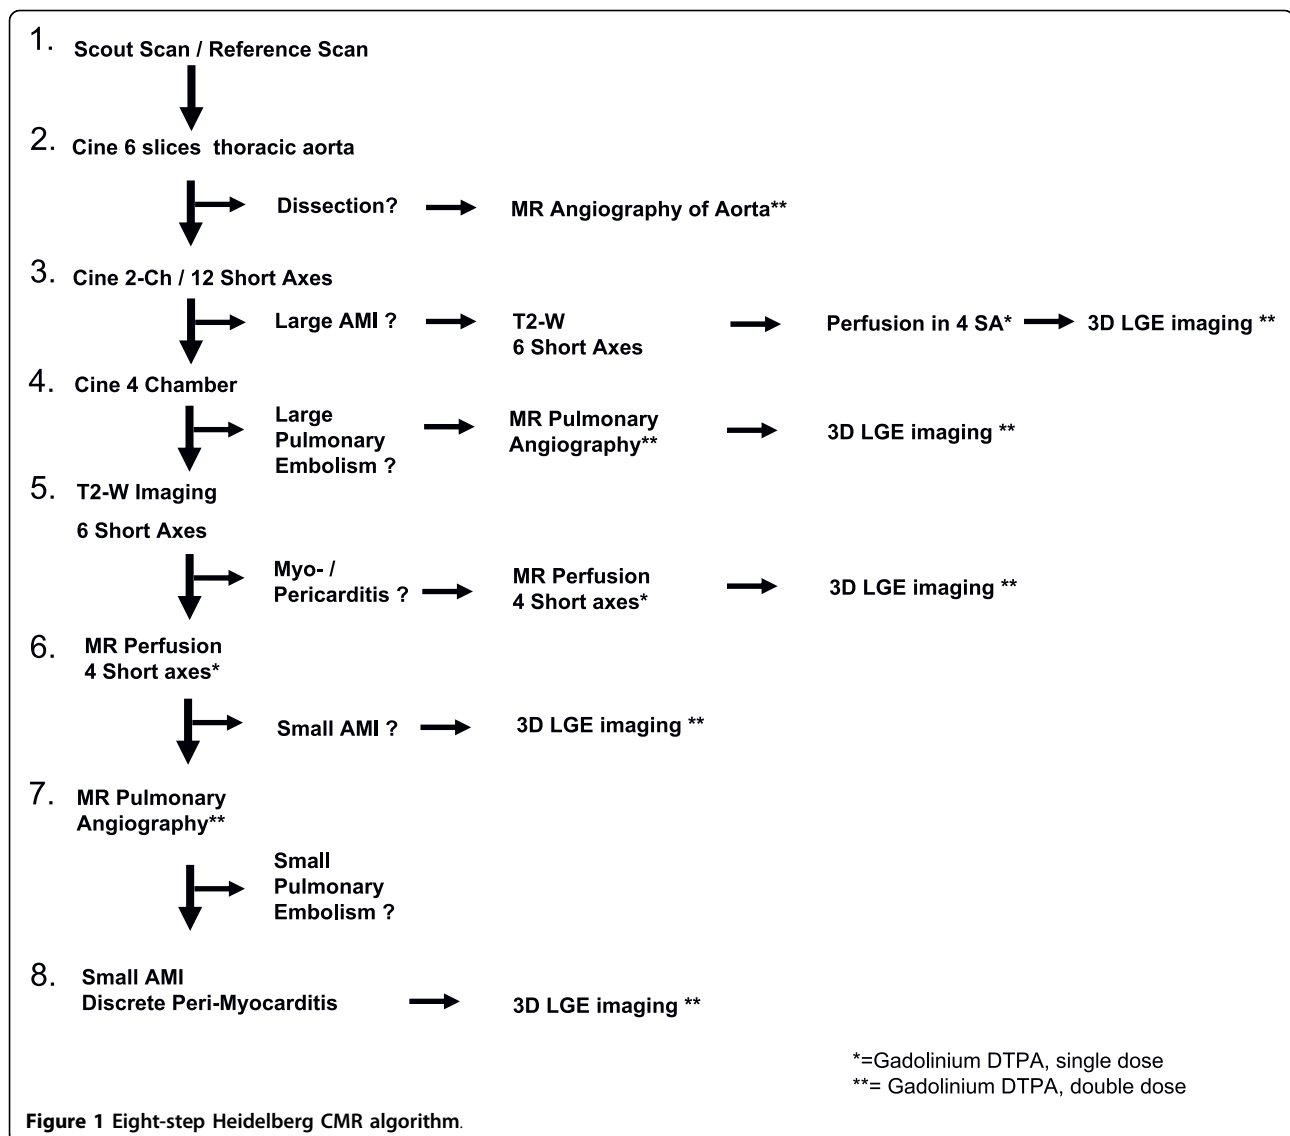 1. Scout Scan / Reference Scan
2. Cine 6 slices thoracic aorta
Dissection? MR Angiography of Aorta**
3. Cine 2-Ch / 12 Short Axes
Large AMI ? T2-W Perfusion in 4 SA* 3D LGE imaging **
6 Short Axes
4. Cine 4 Chamber
Large
Pulmonary
Embolism ?
MR Pulmonary
Angiography**
3D LGE imaging **
5. T2-W Imaging
6 Short Axes
Myo- /
Pericarditis ?
MR Perfusion
4 Short axes*
3D LGE imaging **
6. MR Perfusion
4 Short axes*
Small AMI ? 3D LGE imaging **
7. MR Pulmonary
Angiography**
Small
Pulmonary
Embolism ?
8. Small AMI
Discrete Peri-Myocarditis
3D LGE imaging **
*=Gadolinium DTPA, single dose
**= Gadolinium DTPA, double dose
Figure 1 Eight-step Heidelberg CMR algorithm.